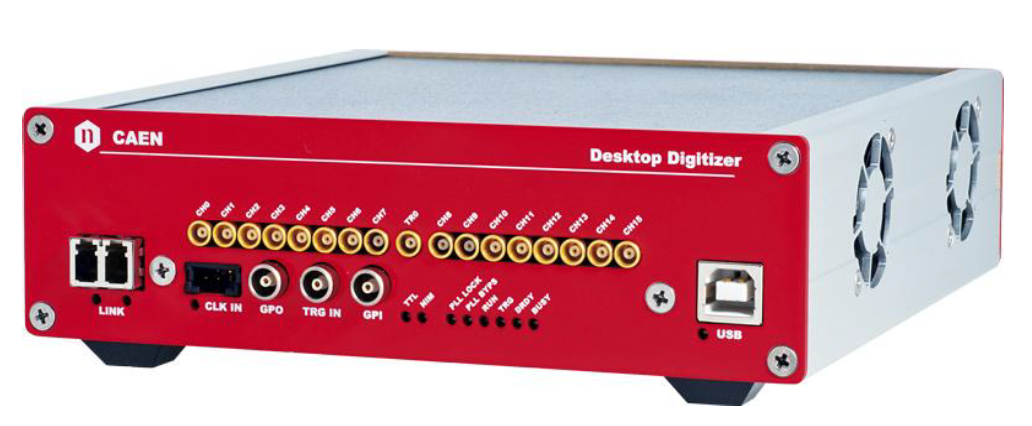 n CAEN
Desktop Digitizer
CH0 CH1 CH2 CH3 CH4 CH5 CH6 CH7 TR0 CH8 CH9 CH10 CH11 CH12 CH13 CH14 CH15
LINK
CLK IN
GPO
TRG IN
GPI
TTL
NIM
PLL LOCK
PLL BYPS
RUN
TRG
DRDY
BUSY
USB